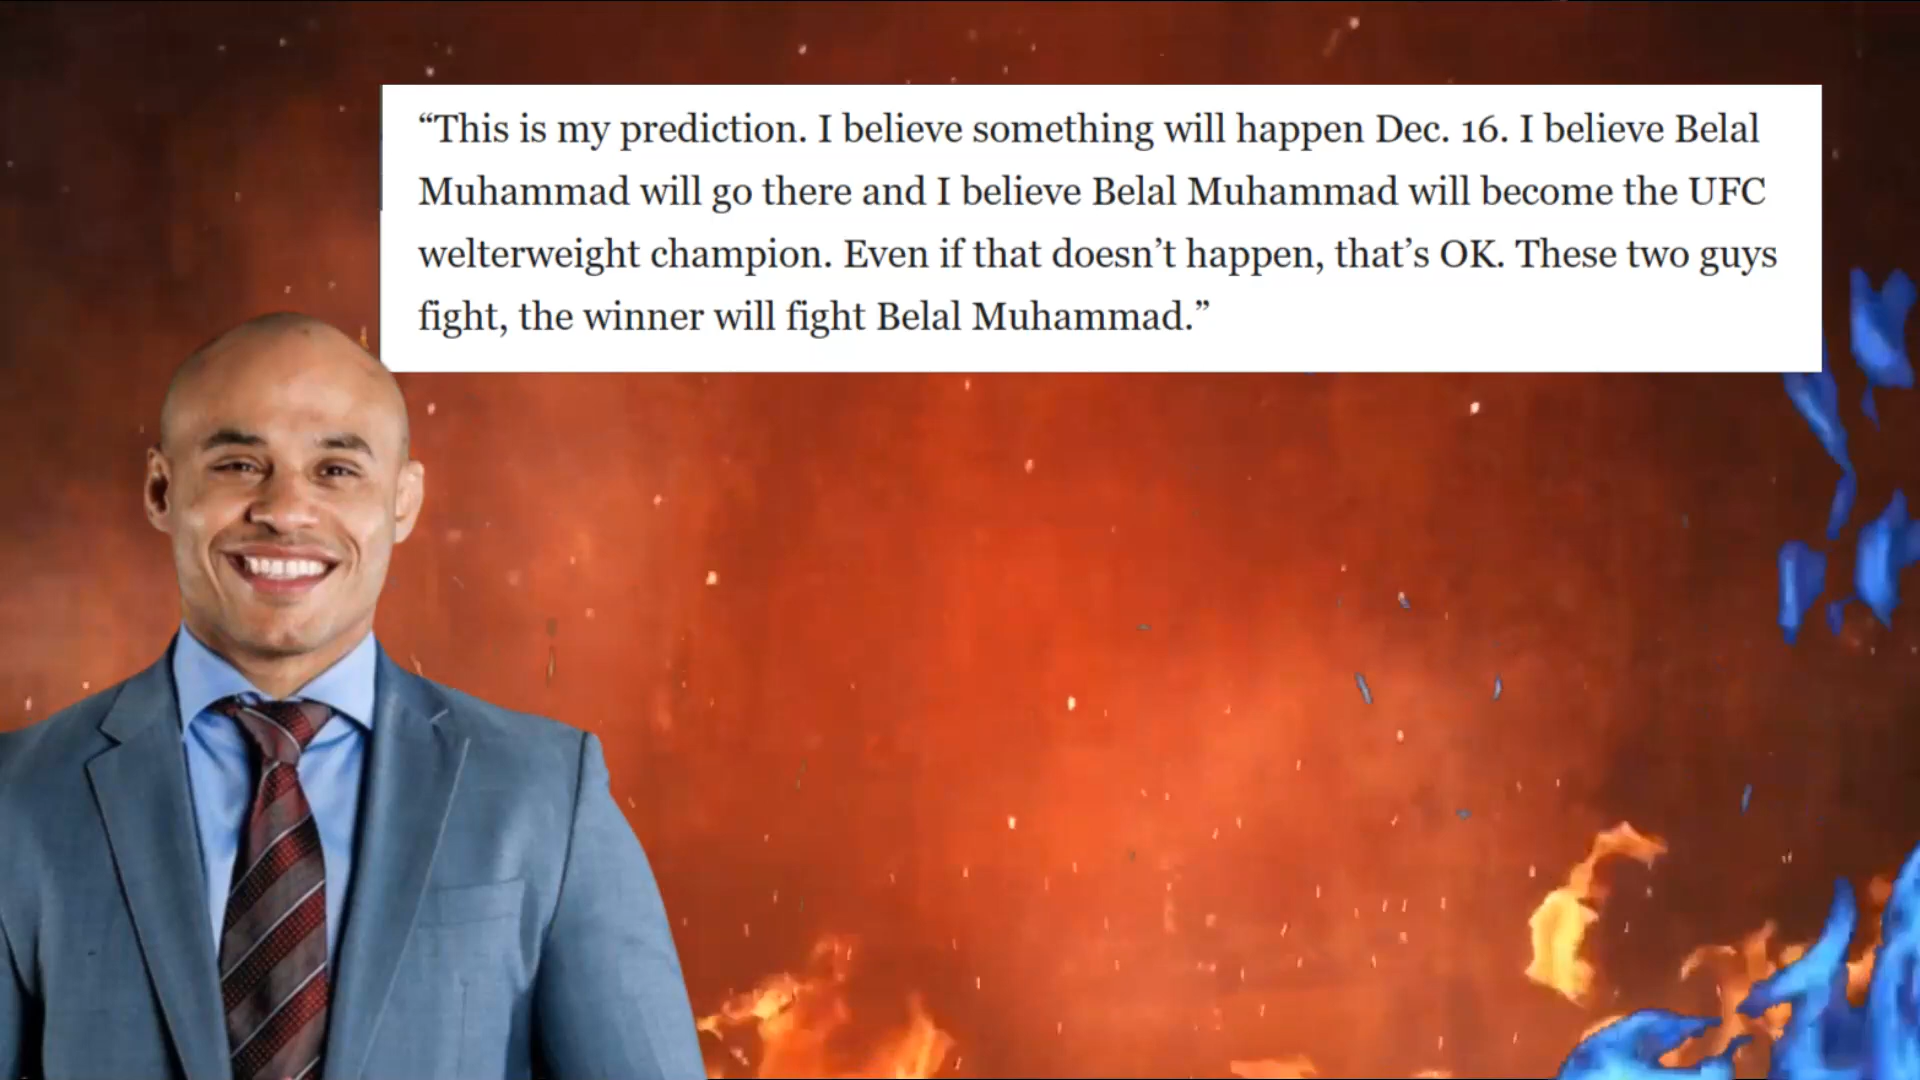 “This is my prediction. I believe something will happen Dec. 16. I believe Belal
Muhammad will go there and I believe Belal Muhammad will become the UFC
welterweight champion. Even if that doesn’t happen, that’s OK. These two guys
fight, the winner will fight Belal Muhammad.”